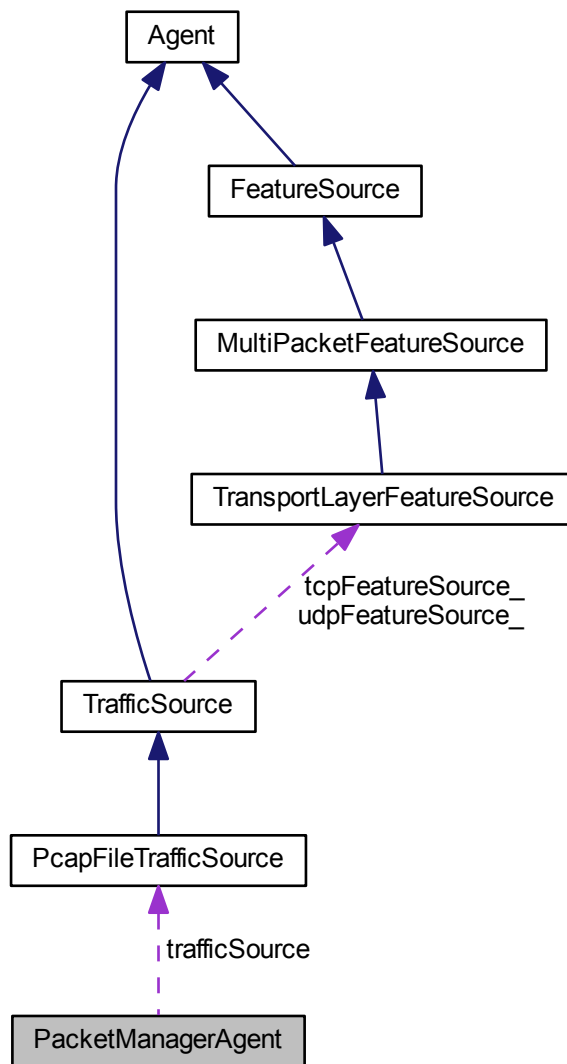 Agent
FeatureSource
MultiPacketFeatureSource
TransportLayerFeatureSource
tcpFeatureSource_
udpFeatureSource_
TrafficSource
PcapFileTrafficSource
trafficSource
PacketManagerAgent